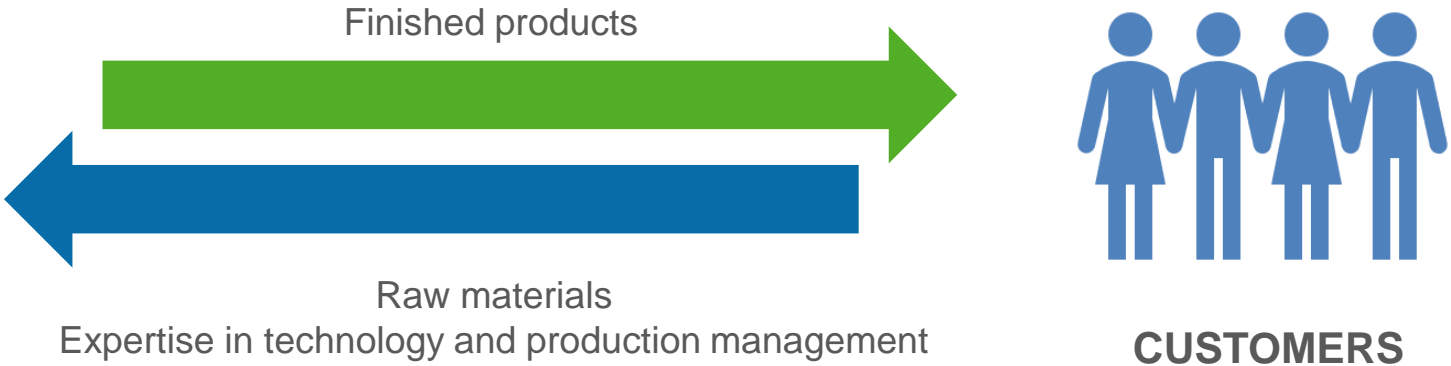 Finished products
Raw materials
Expertise in technology and production management
CUSTOMERS